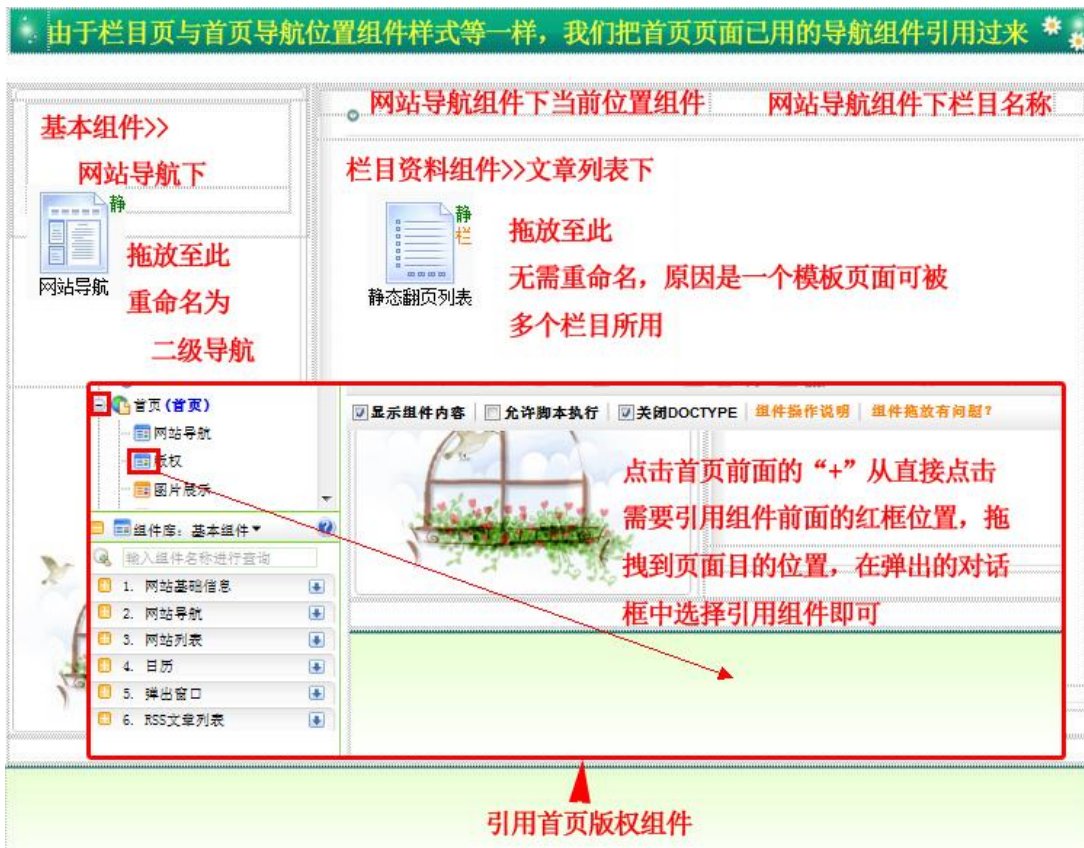 由于栏目页与首页导航位置组件样式等一样，我们把首页页面已用的导航组件引用过来
网站导航组件下当前位置组件
网站导航组件下栏目名称
基本组件>>
网站导航下
静
网站导航
拖放至此
重命名为
二级导航
栏目资料组件>>文章列表下
静
栏
静态翻页列表
拖放至此
无需重命名，原因是一个模板页面可被
多个栏目所用
首页(首页)
网站导航
版权
图片展示
组件库：基本组件
输入组件名称进行查询
1. 网站基础信息
2. 网站导航
3. 网站列表
4. 日历
5. 弹出窗口
6. RSS文章列表
显示组件内容
允许脚本执行
关闭DOCTYPE
组件操作说明
组件拖放有问题？
点击首页前面的“+”从直接点击
需要引用组件前面的红框位置，拖
拽到页面目的位置，在弹出的对话
框中选择引用组件即可
引用首页版权组件